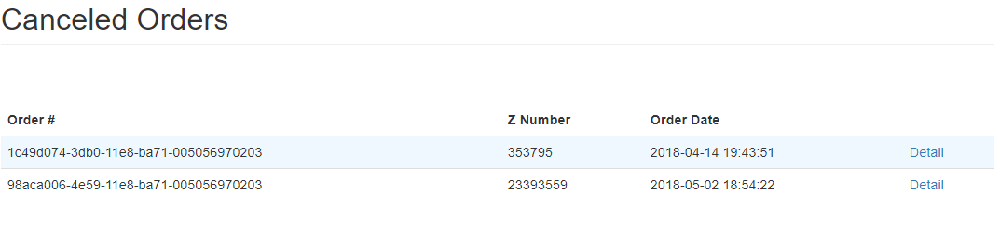 Canceled Orders
Order # Z Number Order Date
1c49d074-3db0-11e8-ba71-005056970203 353795 2018-04-14 19:43:51 Detail
98aca006-4e59-11e8-ba71-005056970203 23393559 2018-05-02 18:54:22 Detail